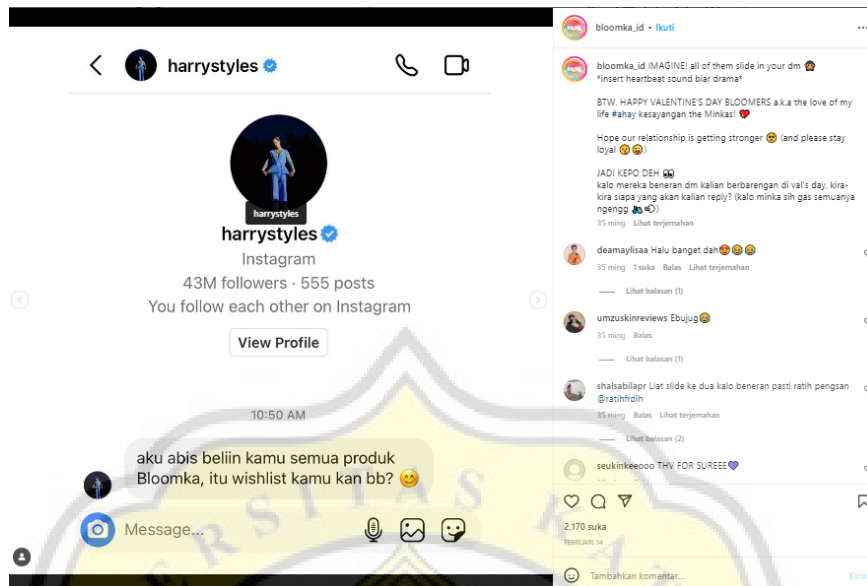 harrystyles
harrystyles
harrystyles
Instagram
43M followers · 555 posts
You follow each other on Instagram
View Profile
10:50 AM
aku abis beliin kamu semua produk
Bloomka, itu wishlist kamu kan bb? 😊
Message...
bloomka_id • Ikuti
bloomka_id IMAGINE! all of them slide in your dm 🙊
*insert heartbeat sound biar drama*
BTW, HAPPY VALENTINE'S DAY BLOOMERS a.k.a the love of my
life #ahay kesayangan the Minkas! 💖
Hope our relationship is getting stronger 🥺 (and please stay
loyal 😚😄)
JADI KEPO DEH 👀
kalo mereka beneran dm kalian berbarengan di val's day, kira-
kira siapa yang akan kalian reply? (kalo minka sih gas semuanya
ngengg 💨)
35 ming Lihat terjemahan
deamaylisaa Halu banget dah😍😂😂
35 ming 1 suka Balas Lihat terjemahan
Lihat balasan (1)
umzuskinreviews Ebujug😂
35 ming Balas
Lihat balasan (1)
shalsabilapr Liat slide ke dua kalo beneran pasti ratih pengsan
@ratihfrdlh
35 ming Balas Lihat terjemahan
Lihat balasan (2)
seukinkeeooo THV FOR SUREEE💜
2,170 suka
FEBRUARI 14
Tambahkan komentar...
ERSITAS KA